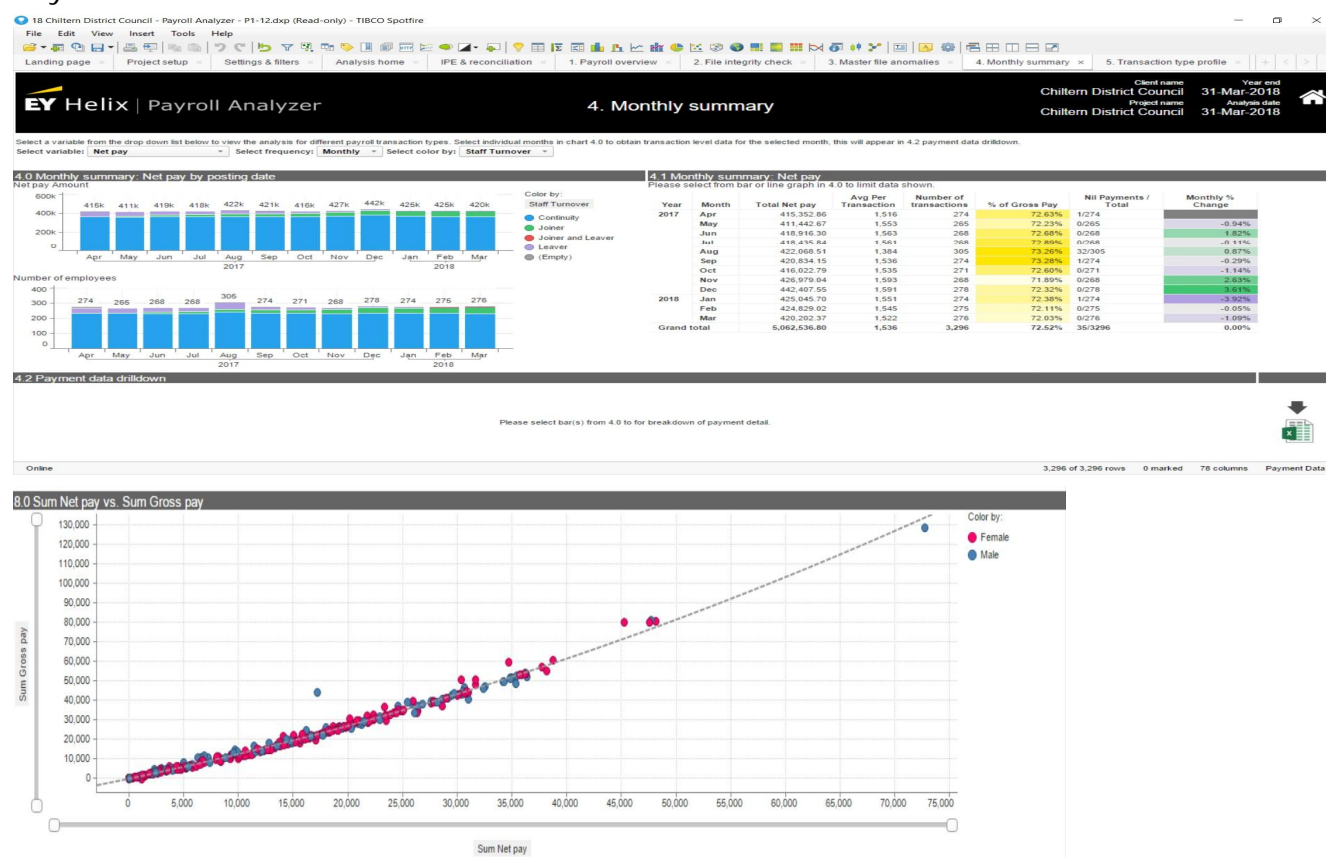 18 Chiltern District Council - Payroll Analyzer - P1-12.dxp (Read-only) - TIBCO Spotfire
File Edit View Insert Tools Help
Landing page Project setup Settings & filters Analysis home IPE & reconciliation 1. Payroll overview 2. File integrity check 3. Master file anomalies 4. Monthly summary 5. Transaction type profile
EY Helix | Payroll Analyzer
4. Monthly summary
Client name Year end
Chiltern District Council 31-Mar-2018
Project name Analysis date
Chiltern District Council 31-Mar-2018
Select a variable from the drop down list below to view the analysis for different payroll transaction types. Select individual months in chart 4.0 to obtain transaction level data for the selected month, this will appear in 4.2 payment data drilldown.
Select variable: Net pay Select frequency: Monthly Select color by: Staff Turnover
4.0 Monthly summary: Net pay by posting date
Net pay Amount
600k
400k
200k
0
415k 411k 419k 418k 422k 421k 416k 427k 442k 425k 425k 420k
Apr May Jun Jul Aug Sep Oct Nov Dec Jan Feb Mar
2017 2018
Color by:
Staff Turnover
Continuity
Joiner
Joiner and Leaver
Leaver
(Empty)
Number of employees
400
300
200
100
0
274 265 268 268 305 274 271 268 278 274 275 276
Apr May Jun Jul Aug Sep Oct Nov Dec Jan Feb Mar
2017 2018
4.1 Monthly summary: Net pay
Please select from bar or line graph in 4.0 to limit data shown.
Year Month Total Net pay Avg Per Transaction Number of transactions % of Gross Pay Nil Payments / Total Monthly % Change
2017 Apr 415,352.86 1,516 274 72.63% 1/274
May 411,442.67 1,553 265 72.23% 0/265 -0.94%
Jun 418,916.30 1,563 268 72.68% 0/268 1.82%
Jul 418,435.84 1,561 268 72.89% 0/268 -0.11%
Aug 422,068.51 1,384 305 73.26% 32/305 0.87%
Sep 420,834.15 1,536 274 73.28% 1/274 -0.29%
Oct 416,022.79 1,535 271 72.60% 0/271 -1.14%
Nov 426,979.04 1,593 268 71.89% 0/268 2.63%
Dec 442,407.55 1,591 278 72.32% 0/278 3.61%
2018 Jan 425,045.70 1,551 274 72.38% 1/274 -3.92%
Feb 424,829.02 1,545 275 72.11% 0/275 -0.05%
Mar 420,202.37 1,522 276 72.03% 0/276 -1.09%
Grand total 5,062,536.80 1,536 3,296 72.52% 35/3296 0.00%
4.2 Payment data drilldown
Please select bar(s) from 4.0 to for breakdown of payment detail.
Online 3,296 of 3,296 rows 0 marked 78 columns Payment Data
8.0 Sum Net pay vs. Sum Gross pay
130,000
120,000
110,000
100,000
90,000
80,000
70,000
60,000
50,000
40,000
30,000
20,000
10,000
0
Sum Gross pay
0 5,000 10,000 15,000 20,000 25,000 30,000 35,000 40,000 45,000 50,000 55,000 60,000 65,000 70,000 75,000
Sum Net pay
Color by:
Female
Male